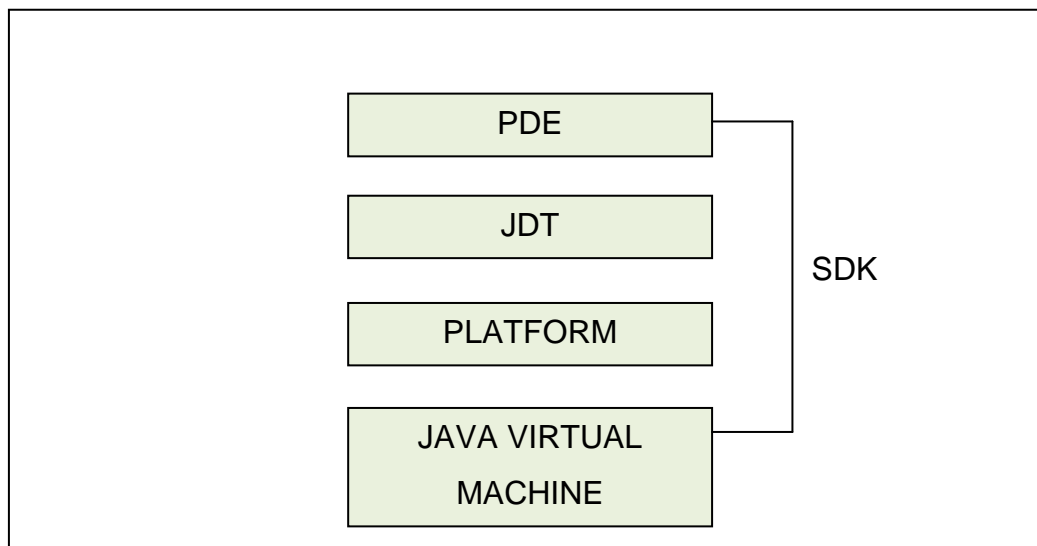 PDE
JDT
SDK
PLATFORM
JAVA VIRTUAL
MACHINE